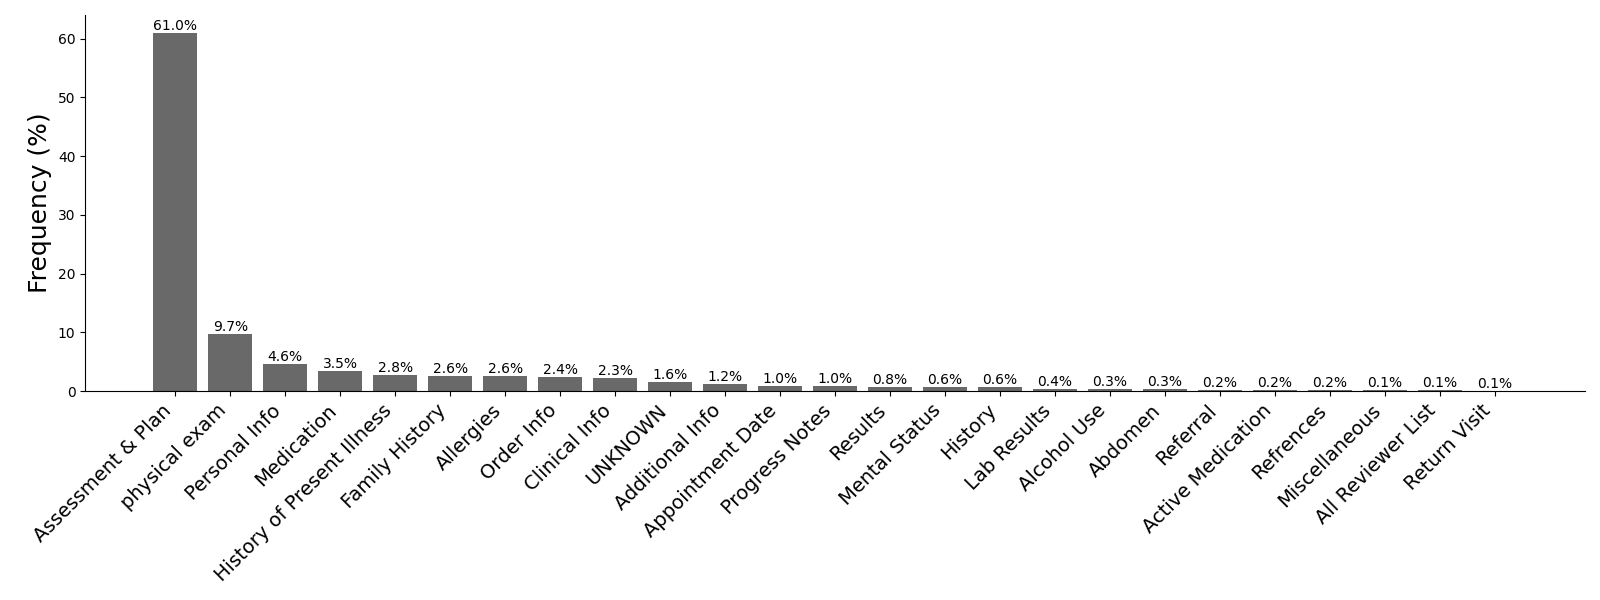 Frequency (%)
60
50
40
30
20
10
0
61.0%
9.7%
4.6%
3.5%
2.8%
2.6%
2.6%
2.4%
2.3%
1.6%
1.2%
1.0%
1.0%
0.8%
0.6%
0.6%
0.4%
0.3%
0.3%
0.2%
0.2%
0.2%
0.1%
0.1%
0.1%
Assessment & Plan
physical exam
Personal Info
Medication
History of Present Illness
Family History
Allergies
Order Info
Clinical Info
UNKNOWN
Additional Info
Appointment Date
Progress Notes
Results
Mental Status
History
Lab Results
Alcohol Use
Abdomen
Referral
Active Medication
Refrences
Miscellaneous
All Reviewer List
Return Visit